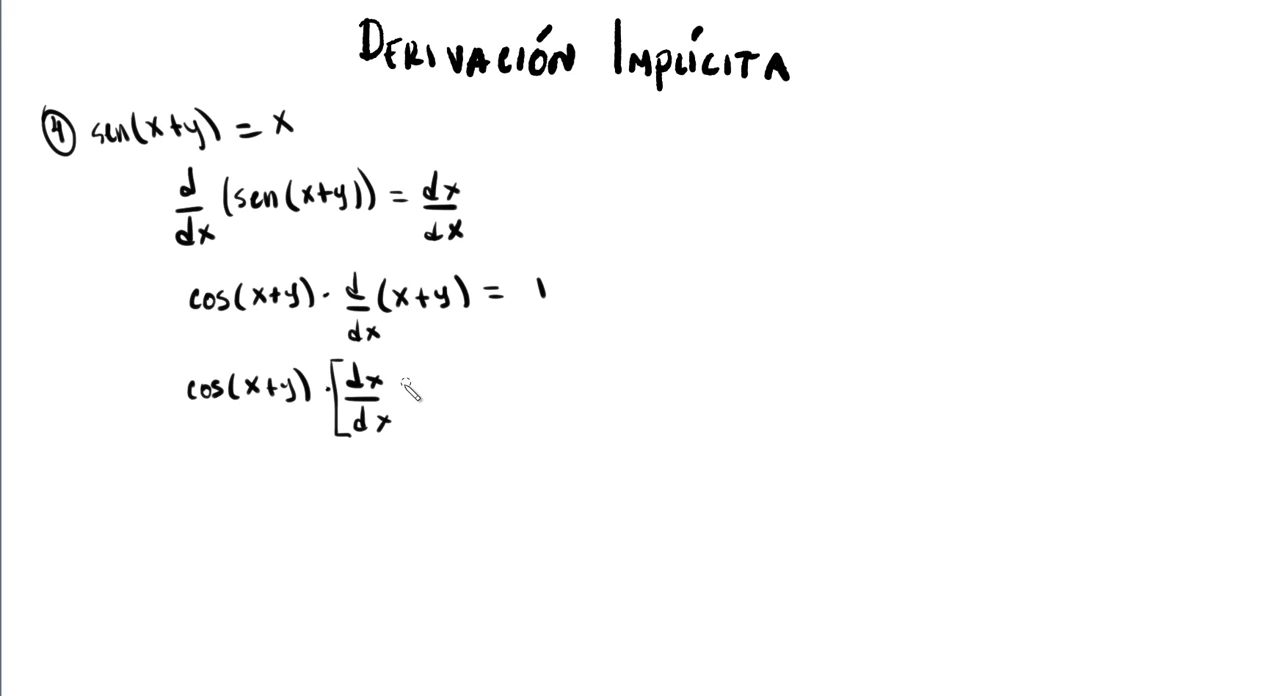 DERIVACIÓN IMPLÍCITA
④ sen(x+y) = x
d/dx (sen(x+y)) = dx/dx
cos(x+y) · d/dx (x+y) = 1
cos(x+y) · [dx/dx